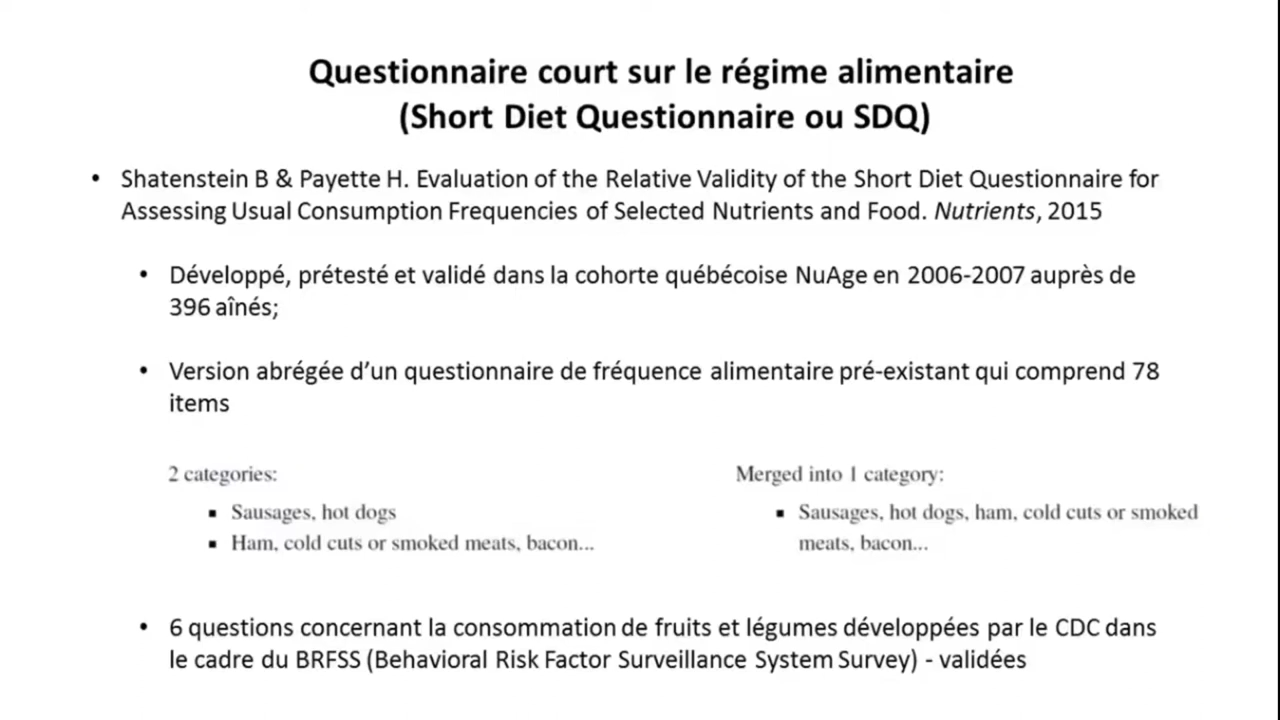 Questionnaire court sur le régime alimentaire
(Short Diet Questionnaire ou SDQ)
• Shatenstein B & Payette H. Evaluation of the Relative Validity of the Short Diet Questionnaire for
Assessing Usual Consumption Frequencies of Selected Nutrients and Food. Nutrients, 2015
• Développé, prétesté et validé dans la cohorte québécoise NuAge en 2006-2007 auprès de
396 aînés;
• Version abrégée d’un questionnaire de fréquence alimentaire pré-existant qui comprend 78
items
2 categories:
▪ Sausages, hot dogs
▪ Ham, cold cuts or smoked meats, bacon...
Merged into 1 category:
▪ Sausages, hot dogs, ham, cold cuts or smoked
meats, bacon...
• 6 questions concernant la consommation de fruits et légumes développées par le CDC dans
le cadre du BRFSS (Behavioral Risk Factor Surveillance System Survey) - validées